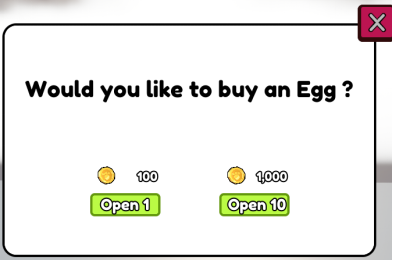 X
Would you like to buy an Egg ?
100 1,000
Open 1 Open 10